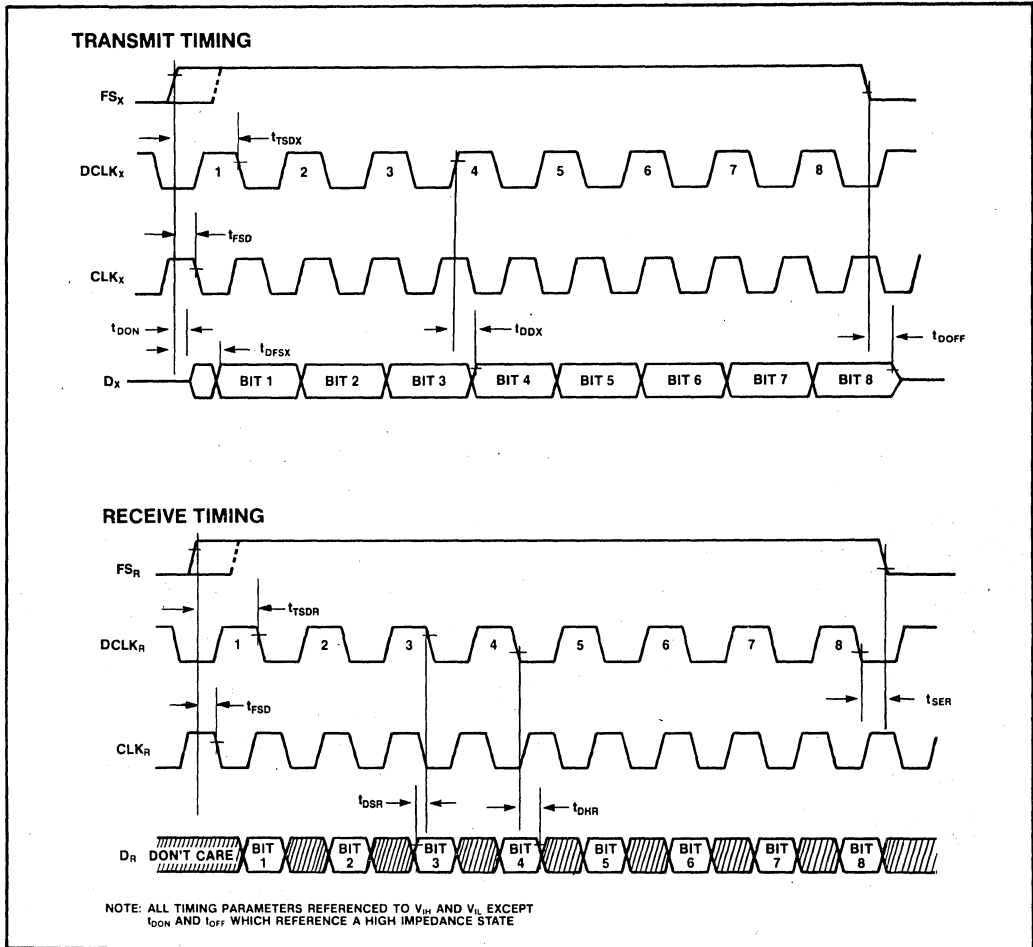 TRANSMIT TIMING
FSX
tTSDX
DCLKX
1 2 3 4 5 6 7 8
tFSD
CLKX
tDON
tDDX
tDOFF
tDFSX
DX
BIT 1 BIT 2 BIT 3 BIT 4 BIT 5 BIT 6 BIT 7 BIT 8
RECEIVE TIMING
FSR
tTSDR
DCLKR
1 2 3 4 5 6 7 8
tFSD
tSER
CLKR
tDSR
tDHR
DR DON'T CARE
BIT 1 BIT 2 BIT 3 BIT 4 BIT 5 BIT 6 BIT 7 BIT 8
NOTE: ALL TIMING PARAMETERS REFERENCED TO VIH AND VIL EXCEPT
tDON AND tOFF WHICH REFERENCE A HIGH IMPEDANCE STATE